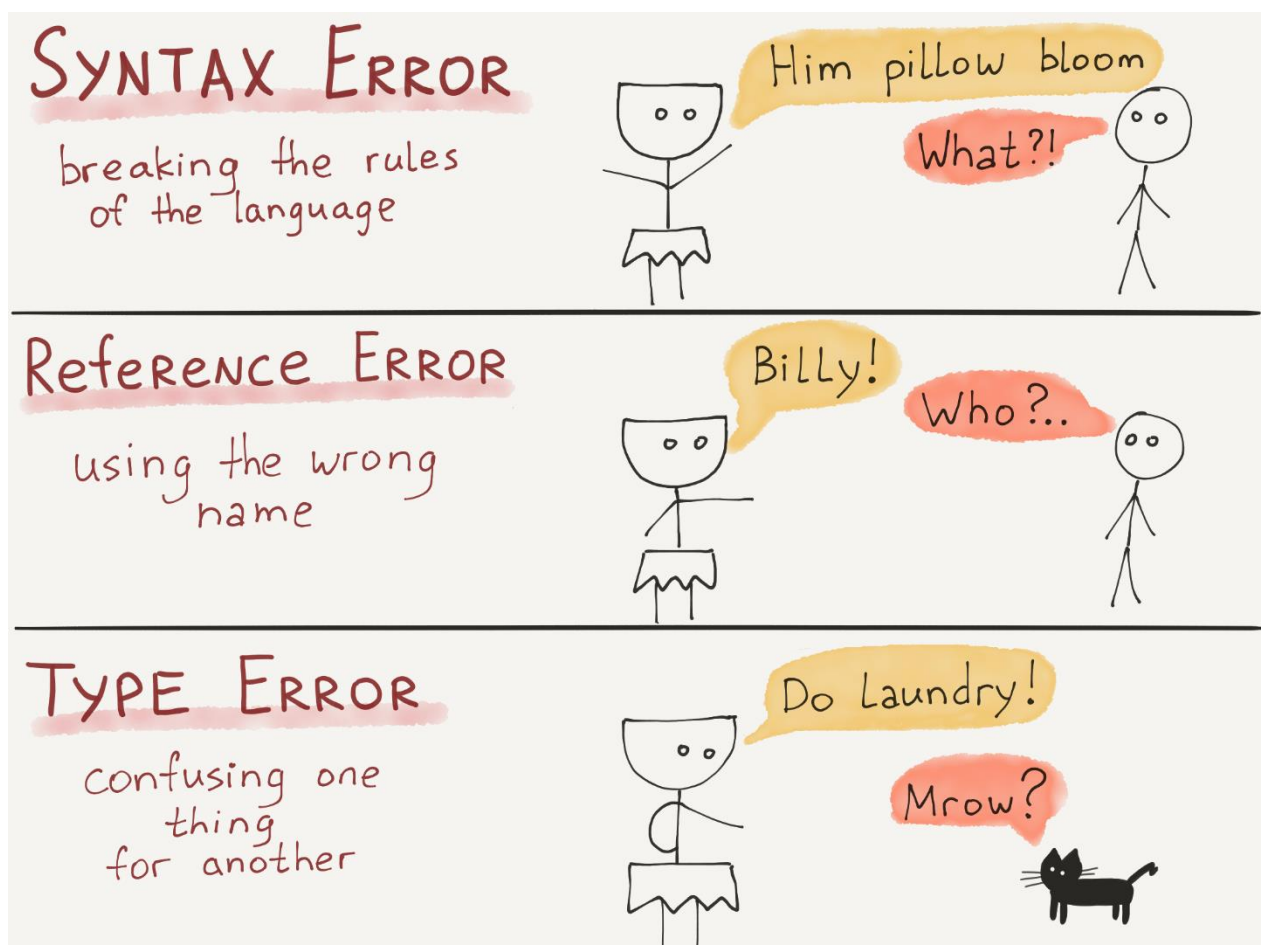 SYNTAX ERROR
breaking the rules
of the language
Him pillow bloom
What?!
Reference ERROR
using the wrong
name
Billy!
Who?..
TYPE ERROR
confusing one
thing
for another
Do Laundry!
Mrow?